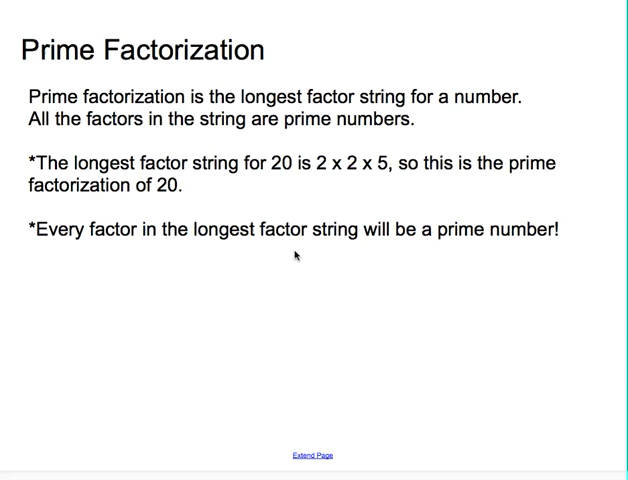 Prime Factorization
Prime factorization is the longest factor string for a number.
All the factors in the string are prime numbers.
*The longest factor string for 20 is 2 x 2 x 5, so this is the prime
factorization of 20.
*Every factor in the longest factor string will be a prime number!
Extend Page